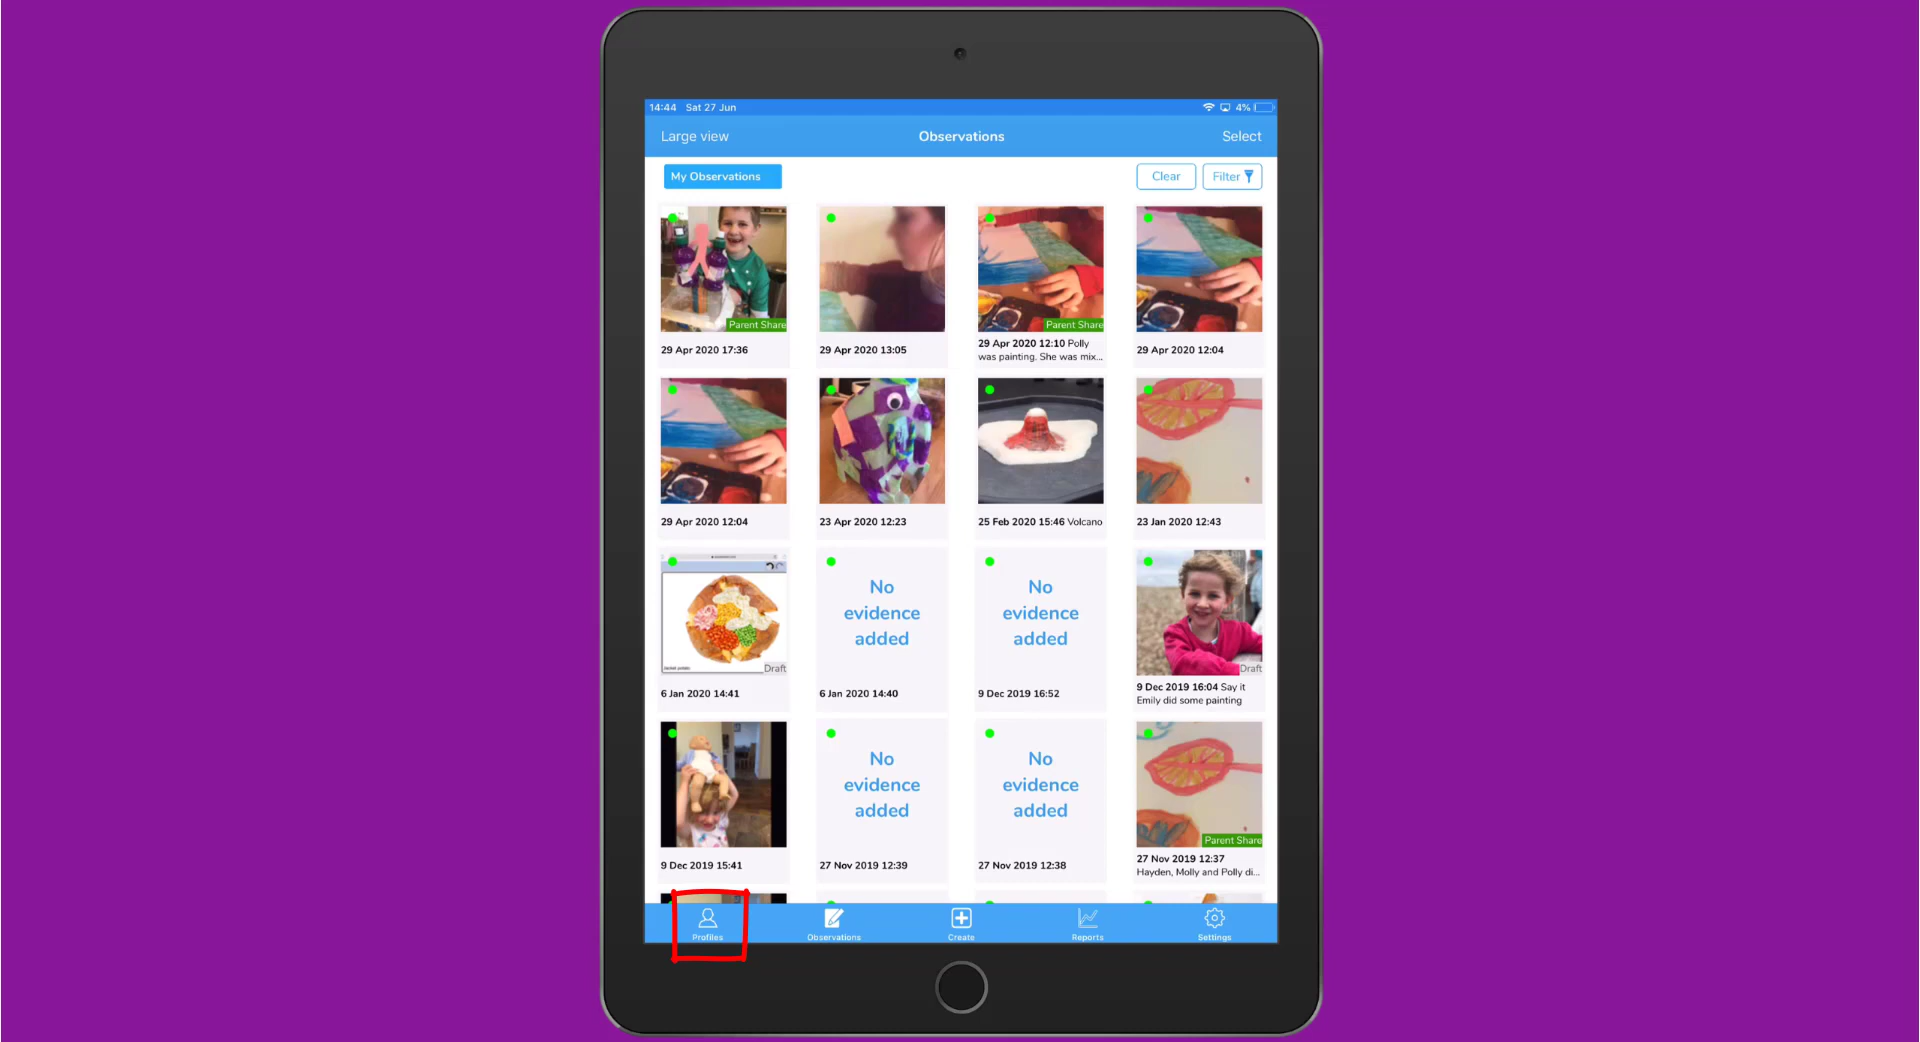 14:44 Sat 27 Jun
4%
Large view
Observations
Select
My Observations
Clear
Filter
Parent Share
29 Apr 2020 17:36
29 Apr 2020 13:05
Parent Share
29 Apr 2020 12:10 Polly
was painting. She was mix...
29 Apr 2020 12:04
29 Apr 2020 12:04
23 Apr 2020 12:23
25 Feb 2020 15:46 Volcano
23 Jan 2020 12:43
Draft
6 Jan 2020 14:41
No
evidence
added
6 Jan 2020 14:40
No
evidence
added
9 Dec 2019 16:52
Draft
9 Dec 2019 16:04 Say it
Emily did some painting
9 Dec 2019 15:41
No
evidence
added
27 Nov 2019 12:39
No
evidence
added
27 Nov 2019 12:38
Parent Share
27 Nov 2019 12:37
Hayden, Molly and Polly di...
Profiles
Observations
Create
Reports
Settings